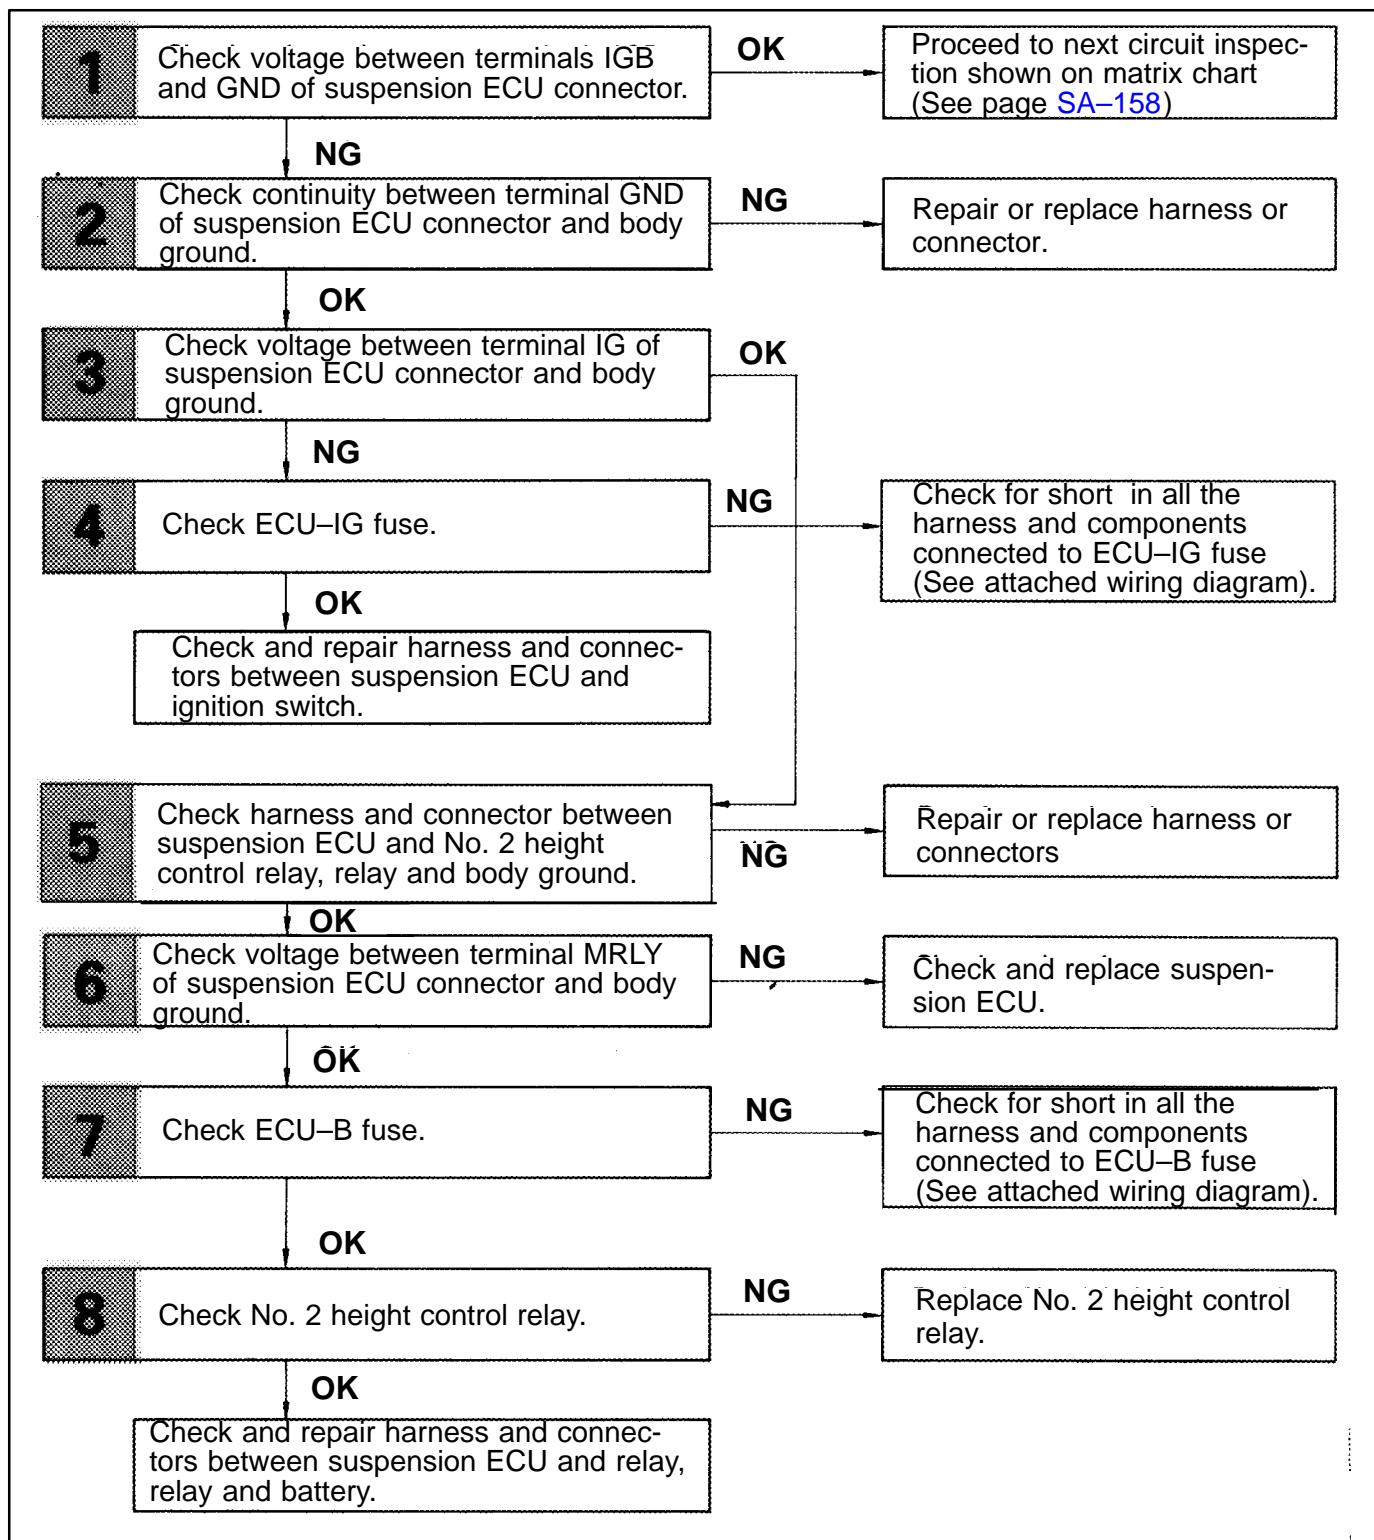 1
Check voltage between terminals IGB
and GND of suspension ECU connector.
OK
Proceed to next circuit inspec-
tion shown on matrix chart
(See page SA–158)
NG
2
Check continuity between terminal GND
of suspension ECU connector and body
ground.
NG
Repair or replace harness or
connector.
OK
3
Check voltage between terminal IG of
suspension ECU connector and body
ground.
OK
NG
4
Check ECU–IG fuse.
NG
Check for short in all the
harness and components
connected to ECU–IG fuse
(See attached wiring diagram).
OK
Check and repair harness and connec-
tors between suspension ECU and
ignition switch.
5
Check harness and connector between
suspension ECU and No. 2 height
control relay, relay and body ground.
NG
Repair or replace harness or
connectors
OK
6
Check voltage between terminal MRLY
of suspension ECU connector and body
ground.
NG
Check and replace suspen-
sion ECU.
OK
7
Check ECU–B fuse.
NG
Check for short in all the
harness and components
connected to ECU–B fuse
(See attached wiring diagram).
OK
8
Check No. 2 height control relay.
NG
Replace No. 2 height control
relay.
OK
Check and repair harness and connec-
tors between suspension ECU and relay,
relay and battery.